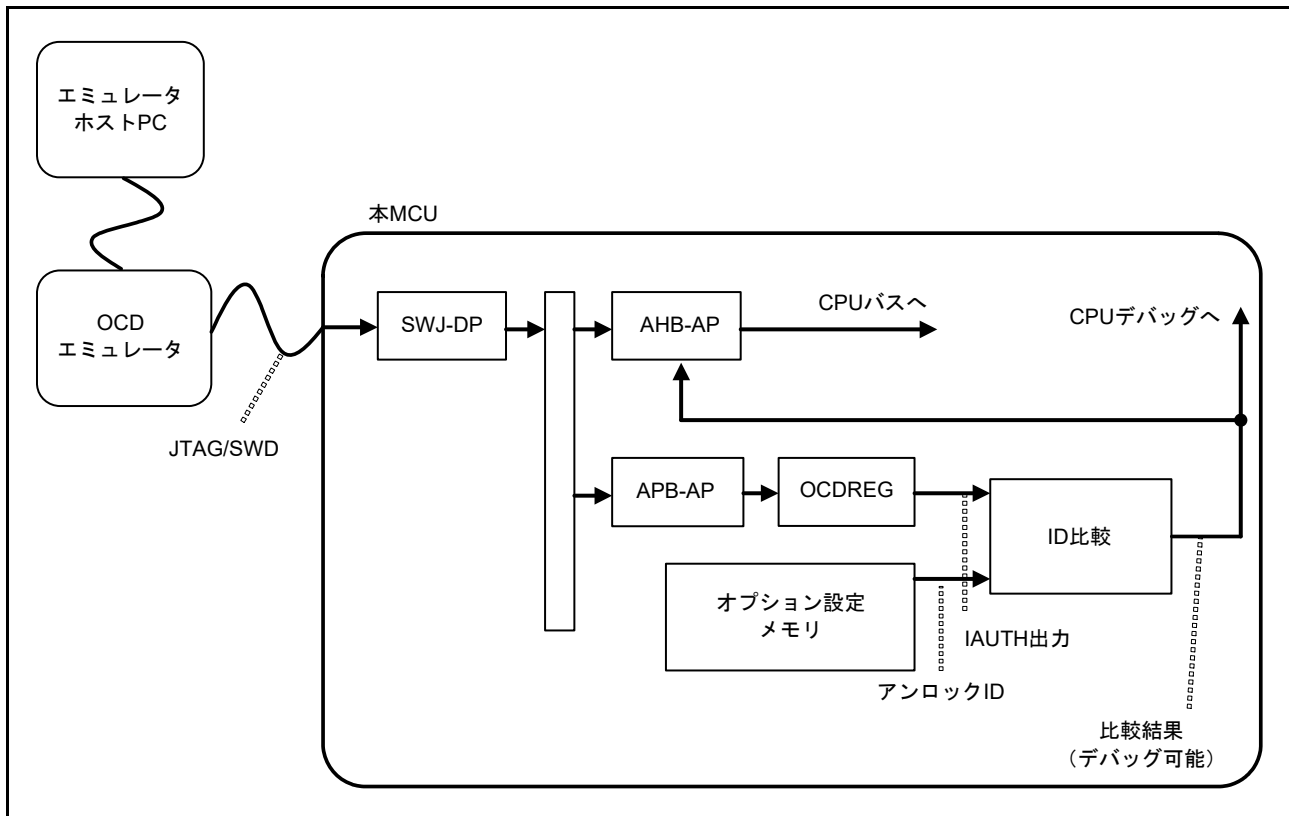 エミュレータ
ホストPC
本MCU
OCD
エミュレータ
JTAG/SWD
SWJ-DP
AHB-AP
CPUバスへ
CPUデバッグへ
APB-AP
OCDREG
ID比較
オプション設定
メモリ
IAUTH出力
アンロックID
比較結果
（デバッグ可能）